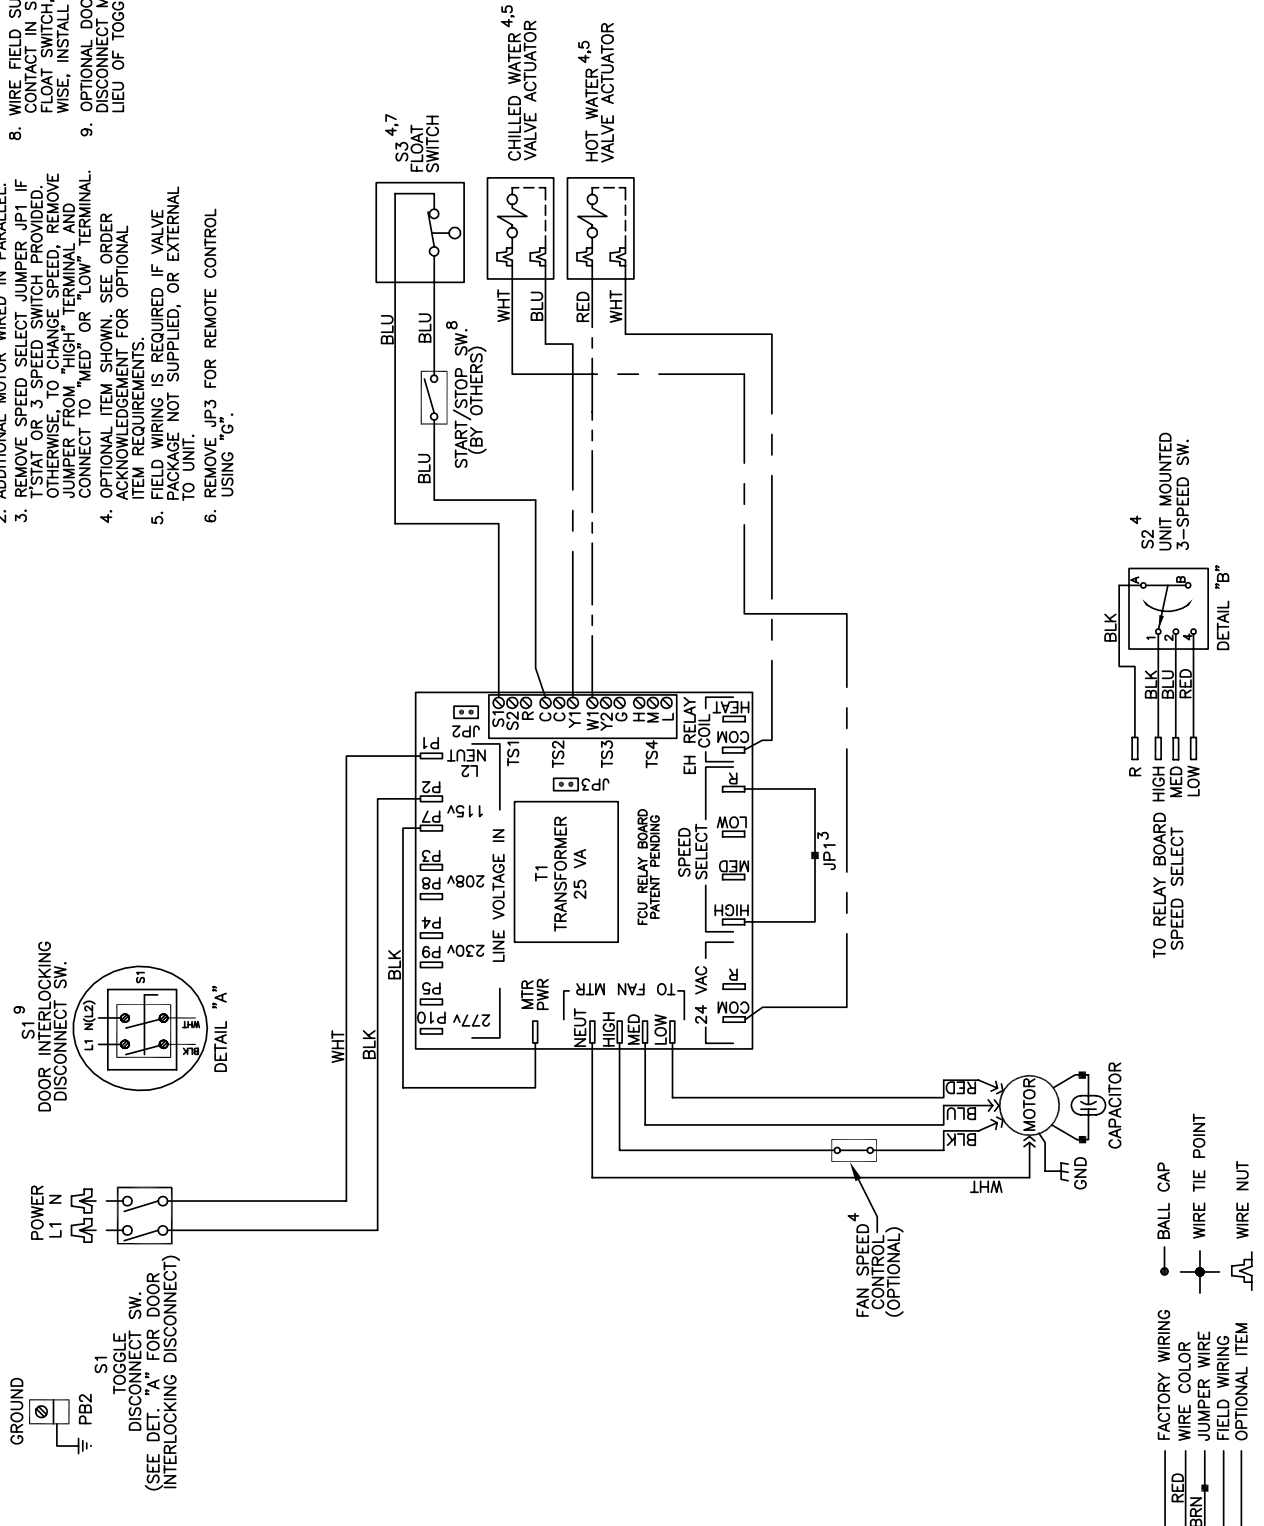 2. ADDITIONAL MOTOR WIRED IN PARALLEL.
3. REMOVE SPEED SELECT JUMPER JP1 IF
T'STAT OR 3 SPEED SWITCH PROVIDED.
OTHERWISE, TO CHANGE SPEED, REMOVE
JUMPER FROM "HIGH" TERMINAL AND
CONNECT TO "MED" OR "LOW" TERMINAL.
4. OPTIONAL ITEM SHOWN. SEE ORDER
ACKNOWLEDGEMENT FOR OPTIONAL
ITEM REQUIREMENTS.
5. FIELD WIRING IS REQUIRED IF VALVE
PACKAGE NOT SUPPLIED, OR EXTERNAL
TO UNIT.
6. REMOVE JP3 FOR REMOTE CONTROL
USING "G".
8. WIRE FIELD SU
CONTACT IN S
FLOAT SWITCH,
WISE, INSTALL
9. OPTIONAL DOO
DISCONNECT M
LIEU OF TOGG
GROUND
PB2
S1
TOGGLE
DISCONNECT SW.
(SEE DET. "A" FOR DOOR
INTERLOCKING DISCONNECT)
POWER
L1 N
S1 9
DOOR INTERLOCKING
DISCONNECT SW.
L1 N(L2)
S1
BLK WHT
DETAIL "A"
WHT
BLK
BLK
S3 4,7
FLOAT
SWITCH
BLU
BLU
BLU
START/STOP SW. 8
(BY OTHERS)
CHILLED WATER 4,5
VALVE ACTUATOR
WHT
BLU
HOT WATER 4,5
VALVE ACTUATOR
RED
WHT
P10 P5 P9 P4 P8 P3 P7 P2 P1
277v 230v 208v 115v
L2
NEUT
LINE VOLTAGE IN
JP2
TS1
TS2
TS3
TS4
S1
S2
R
C
C
Y1
W1
Y2
G
H
M
L
JP3
T1
TRANSFORMER
25 VA
FCU RELAY BOARD
PATENT PENDING
MTR
PWR
TO FAN MTR
NEUT
HIGH
MED
LOW
24 VAC
COM R
SPEED
SELECT
HIGH MED LOW R
EH RELAY
COIL
COM HEAT
JP1 3
FAN SPEED 4
CONTROL
(OPTIONAL)
WHT
BLK
BLU
RED
MOTOR
GND
CAPACITOR
S2 4
UNIT MOUNTED
3-SPEED SW.
BLK
A
B
1
2
4
BLK
BLU
RED
DETAIL "B"
R
HIGH
MED
LOW
TO RELAY BOARD
SPEED SELECT
FACTORY WIRING
RED WIRE COLOR
BRN JUMPER WIRE
FIELD WIRING
OPTIONAL ITEM
BALL CAP
WIRE TIE POINT
WIRE NUT